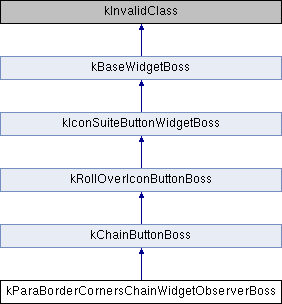 kInvalidClass
kBaseWidgetBoss
kIconSuiteButtonWidgetBoss
kRollOverIconButtonBoss
kChainButtonBoss
kParaBorderCornersChainWidgetObserverBoss